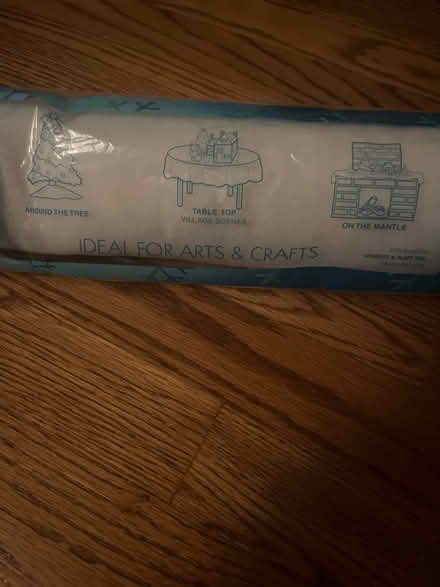 AROUND THE TREE
TABLE TOP
VILLAGE SCENES
ON THE MANTLE
IDEAL FOR ARTS & CRAFTS